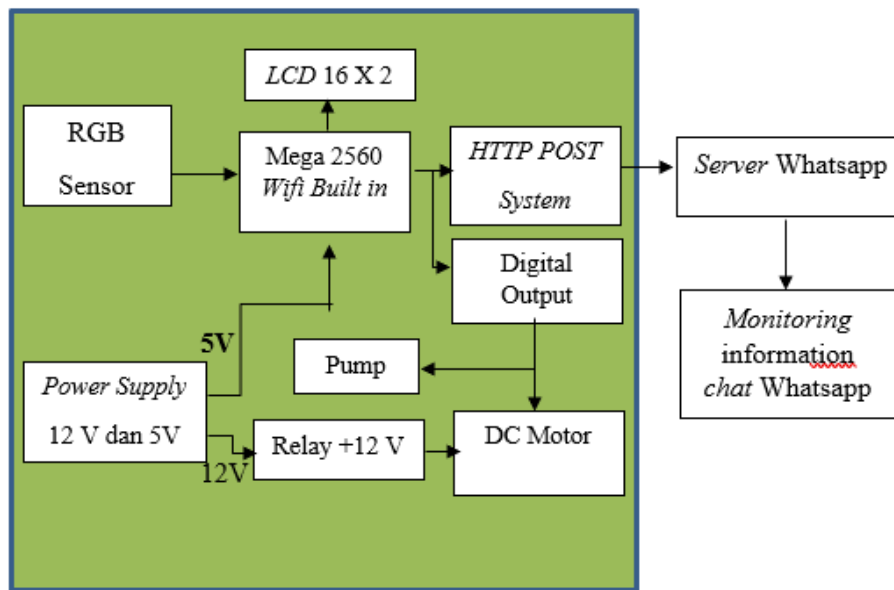 LCD 16 X 2
RGB
Sensor
Mega 2560
Wifi Built in
HTTP POST
System
Server Whatsapp
Digital
Output
Monitoring
information
chat Whatsapp
5V
Pump
Power Supply
12 V dan 5V
12V
Relay +12 V
DC Motor